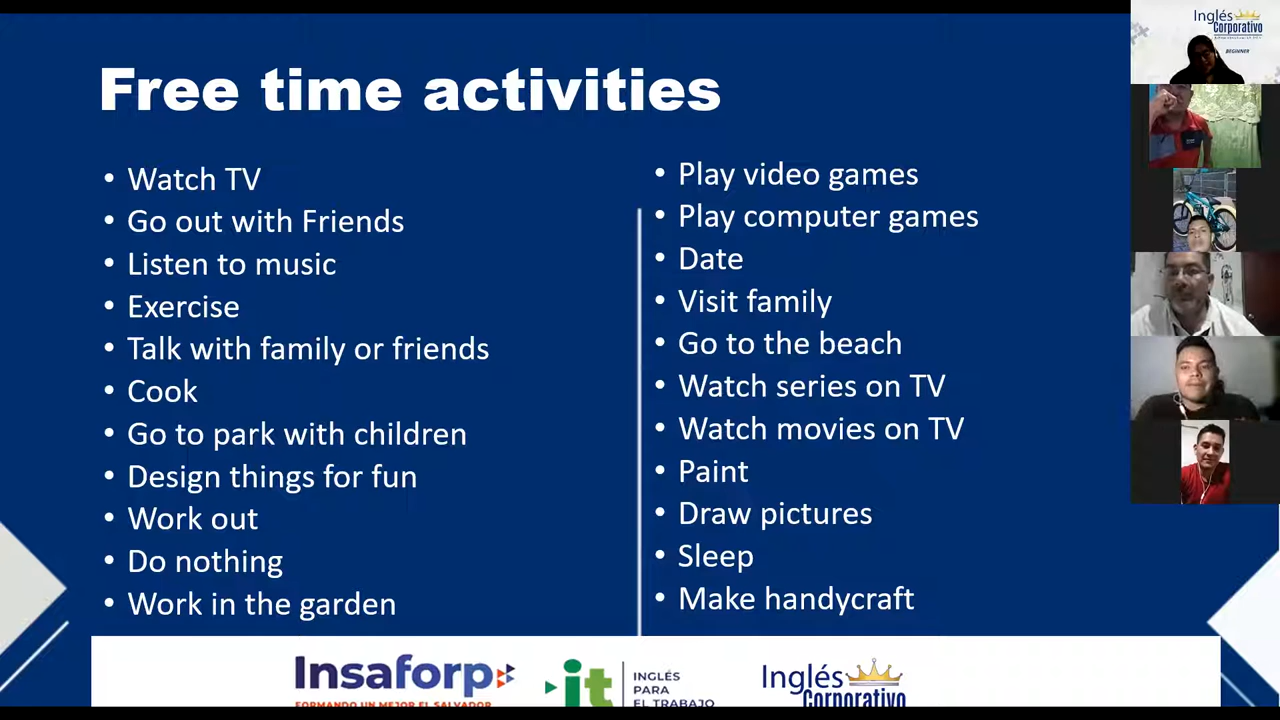 Free time activities
• Watch TV
• Go out with Friends
• Listen to music
• Exercise
• Talk with family or friends
• Cook
• Go to park with children
• Design things for fun
• Work out
• Do nothing
• Work in the garden
• Play video games
• Play computer games
• Date
• Visit family
• Go to the beach
• Watch series on TV
• Watch movies on TV
• Paint
• Draw pictures
• Sleep
• Make handycraft
Insaforp
FORMANDO UN MEJOR EL SALVADOR
it
INGLÉS
PARA
EL TRABAJO
Inglés
Corporativo
Inglés
Corporativo
BEGINNER